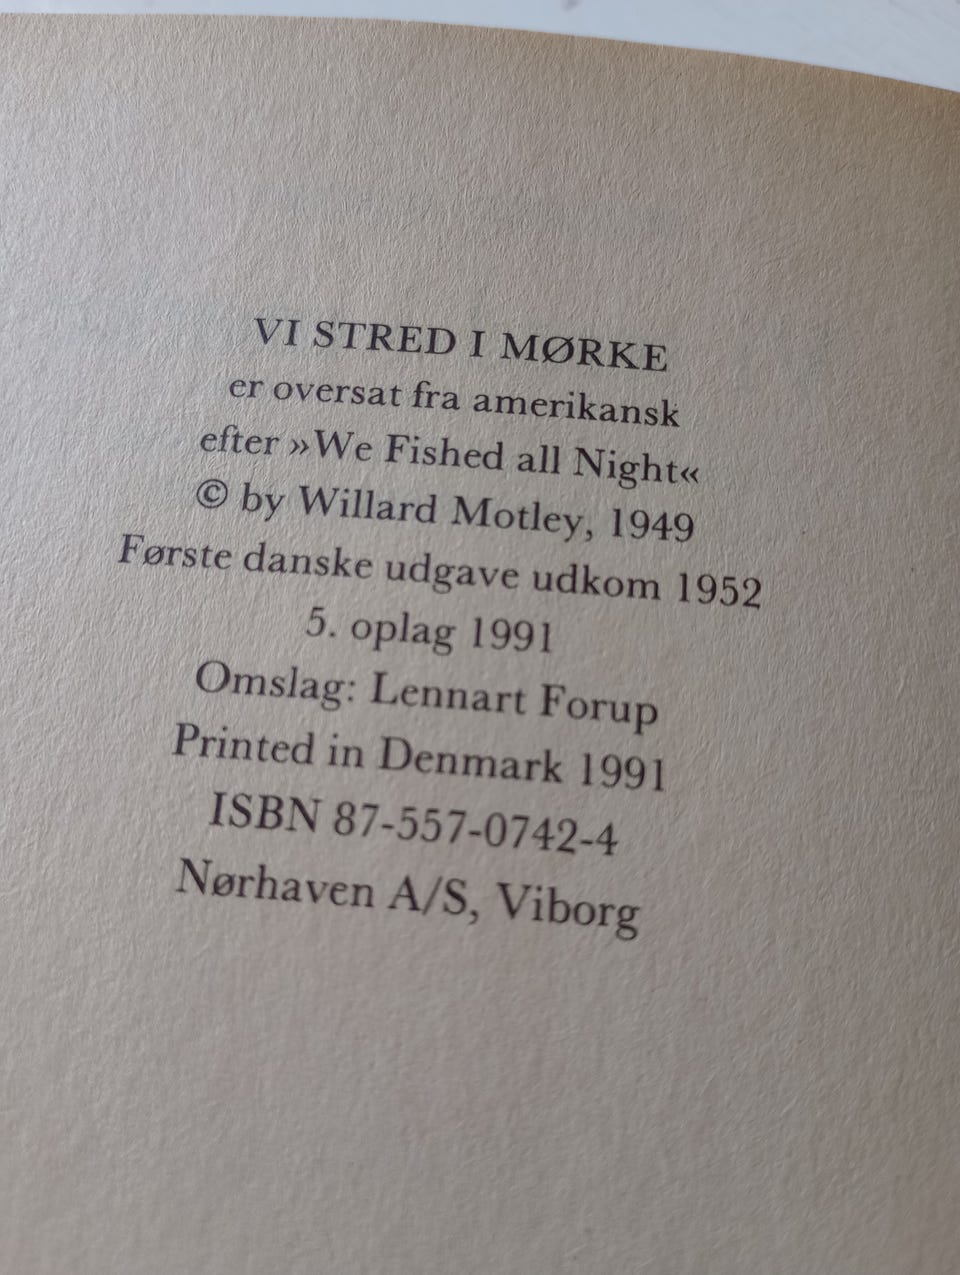 VI STRED I MØRKE
er oversat fra amerikansk
efter »We Fished all Night«
© by Willard Motley, 1949
Første danske udgave udkom 1952
5. oplag 1991
Omslag: Lennart Forup
Printed in Denmark 1991
ISBN 87-557-0742-4
Nørhaven A/S, Viborg